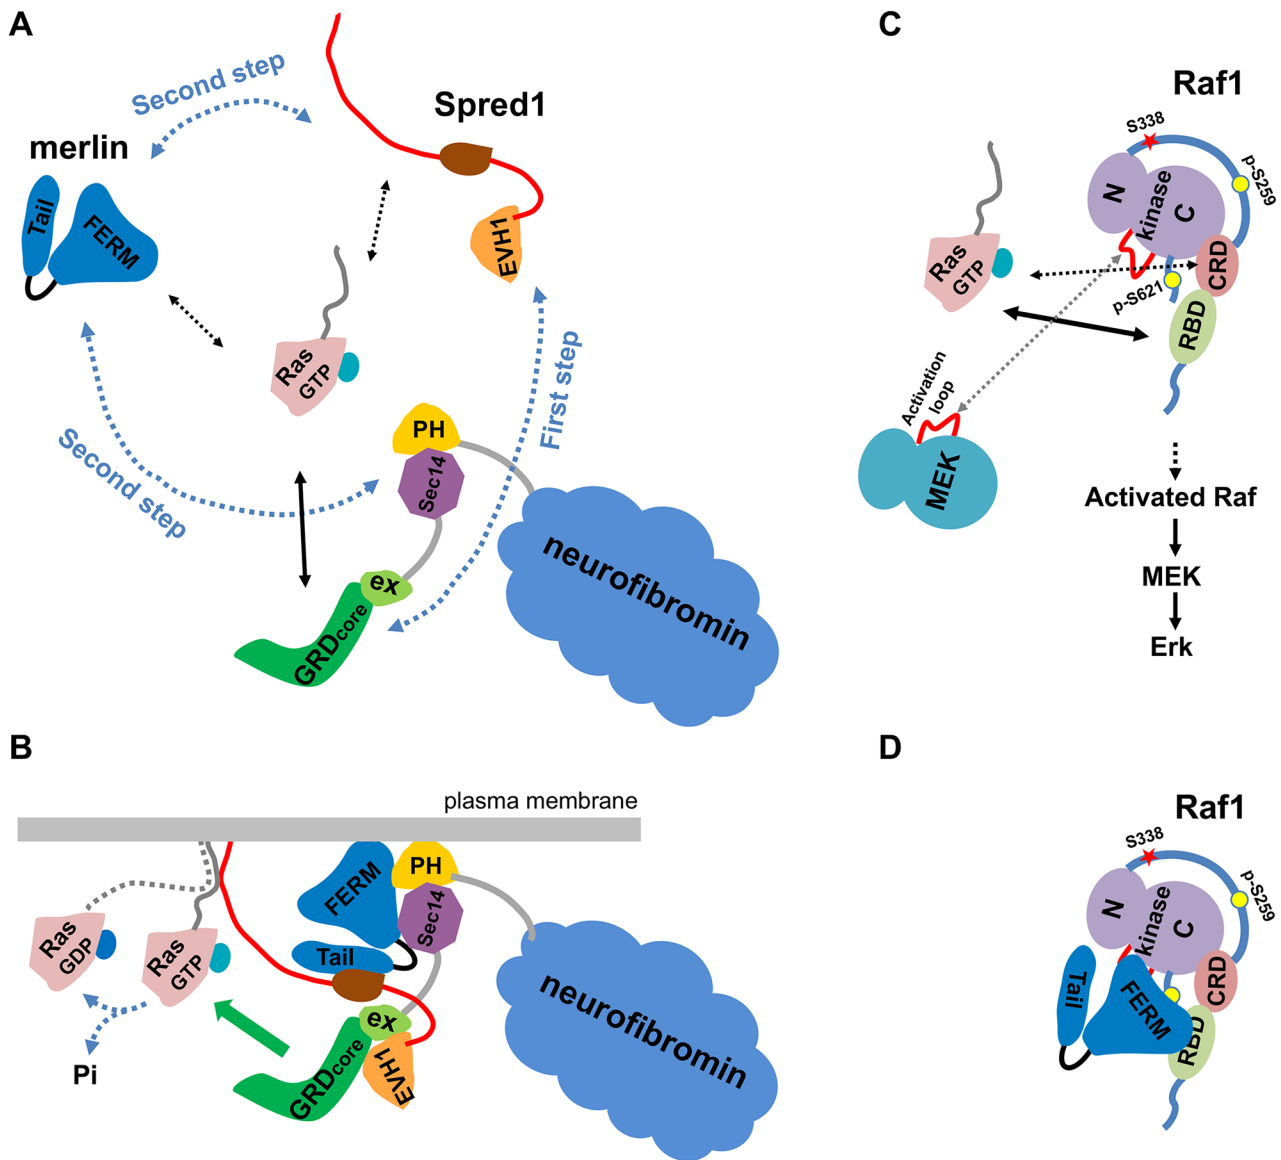 A
Second step
Spred1
merlin
Tail
FERM
EVH1
Ras
GTP
First step
PH
Sec14
Second step
ex
GRDcore
neurofibromin
B
plasma membrane
FERM
PH
Sec14
Tail
Ras
GDP
Ras
GTP
ex
GRDcore
EVH1
neurofibromin
Pi
C
Raf1
S338
p-S259
N
kinase
C
Ras
GTP
CRD
p-S621
RBD
Activation
loop
MEK
Activated Raf
MEK
Erk
D
Raf1
S338
p-S259
N
kinase
C
CRD
Tail
FERM
RBD